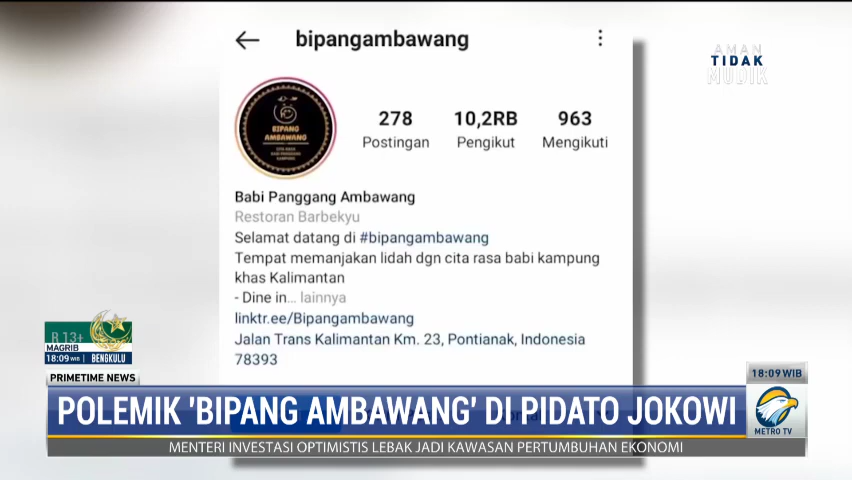 bipangambawang
AMAN
TIDAK
MUDIK
BIPANG
AMBAWANG
278
10,2RB
963
Postingan
Pengikut
Mengikuti
Babi Panggang Ambawang
Restoran Barbekyu
Selamat datang di #bipangambawang
Tempat memanjakan lidah dgn cita rasa babi kampung
khas Kalimantan
- Dine in... lainnya
linktr.ee/Bipangambawang
Jalan Trans Kalimantan Km. 23, Pontianak, Indonesia
78393
R 13+
MAGRIB
18:09 WIB BENGKULU
PRIMETIME NEWS
18:09 WIB
POLEMIK 'BIPANG AMBAWANG' DI PIDATO JOKOWI
METRO TV
MENTERI INVESTASI OPTIMISTIS LEBAK JADI KAWASAN PERTUMBUHAN EKONOMI